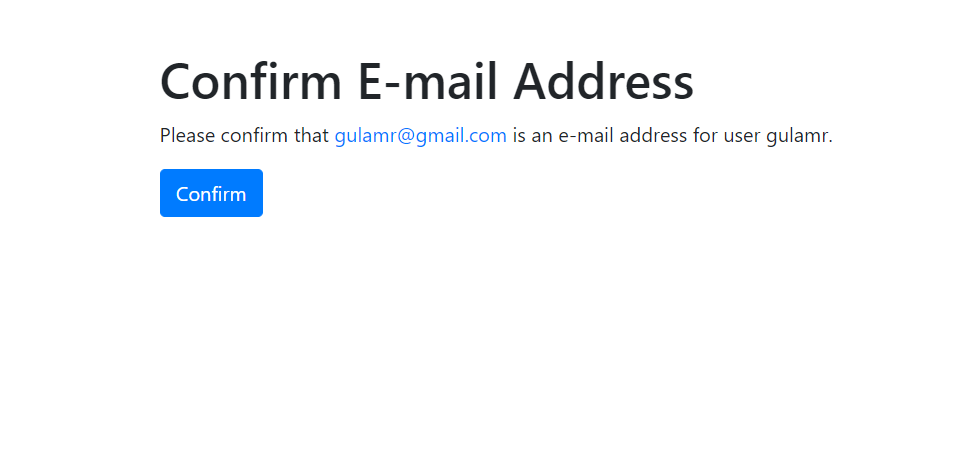 Confirm E-mail Address
Please confirm that gulamr@gmail.com is an e-mail address for user gulamr.
Confirm